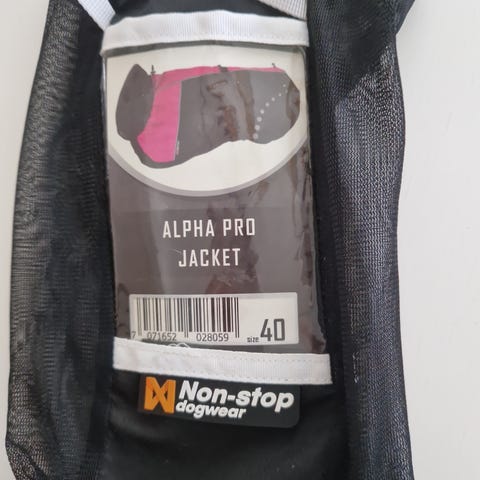 ALPHA PRO
JACKET
7 071652 028059
SIZE 40
Non-stop
dogwear